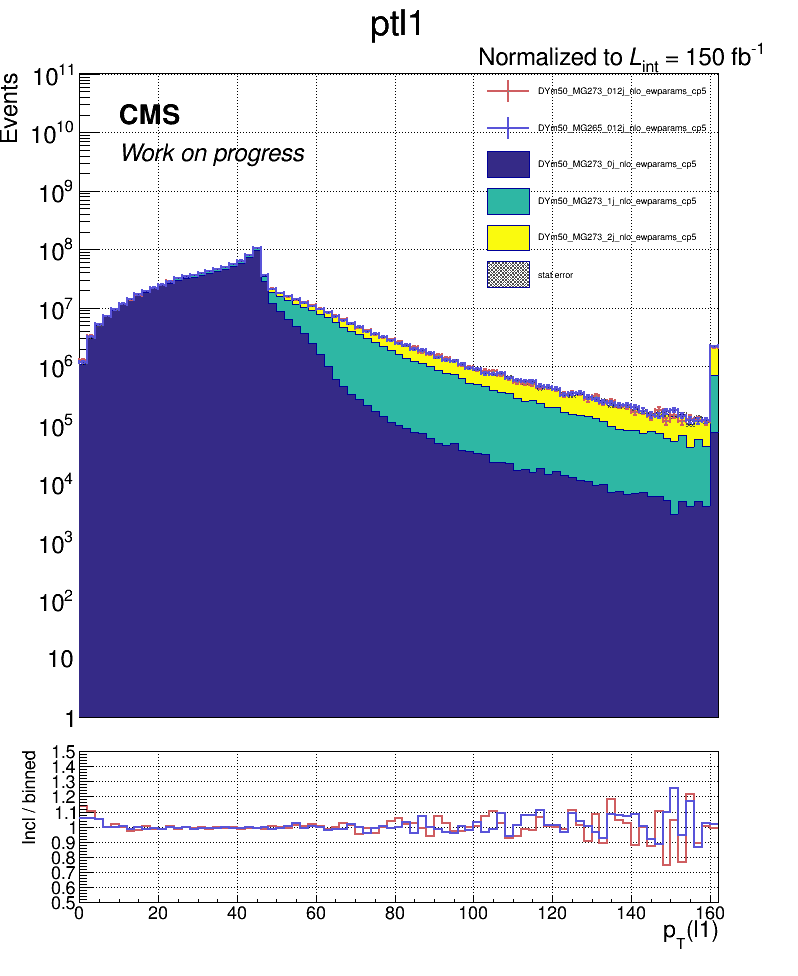 ptl1
Normalized to Lint = 150 fb-1
Events
10^11
10^10
10^9
10^8
10^7
10^6
10^5
10^4
10^3
10^2
10
1
CMS
Work on progress
DYm50_MG273_012j_nlo_ewparams_cp5
DYm50_MG265_012j_nlo_ewparams_cp5
DYm50_MG273_0j_nlo_ewparams_cp5
DYm50_MG273_1j_nlo_ewparams_cp5
DYm50_MG273_2j_nlo_ewparams_cp5
stat error
Incl / binned
1.5
1.4
1.3
1.2
1.1
1
0.9
0.8
0.7
0.6
0.5
0 20 40 60 80 100 120 140 160
pT(l1)